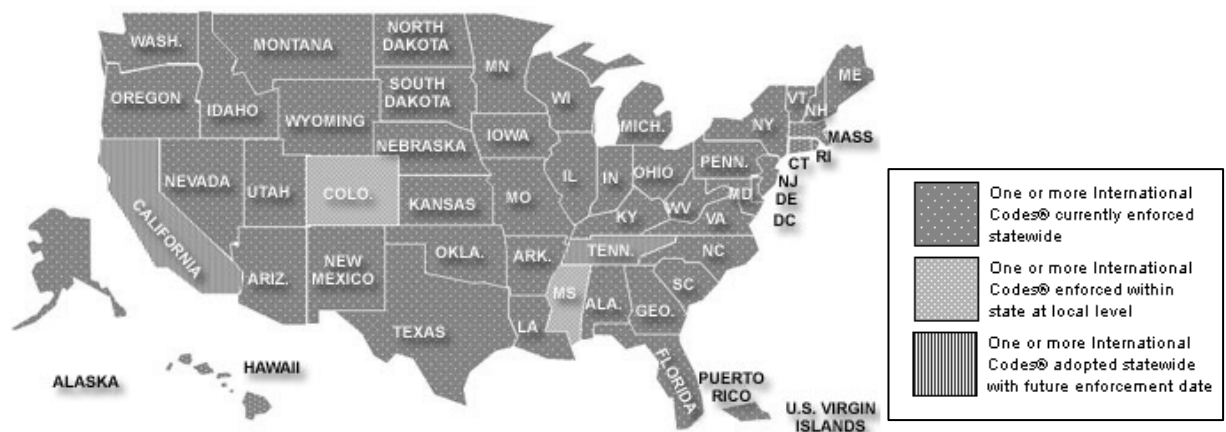 WASH.
MONTANA
NORTH
DAKOTA
MN
ME
OREGON
IDAHO
SOUTH
DAKOTA
WI
VT
NH
WYOMING
MICH.
NY
MASS
NEBRASKA
IOWA
CT
RI
NEVADA
UTAH
COLO.
IL
IN
OHIO
PENN.
NJ
KANSAS
MO
WV
MD
DE
KY
VA
DC
CALIFORNIA
TENN.
NC
ARIZ.
NEW
MEXICO
OKLA.
ARK.
MS
ALA.
GEO.
SC
TEXAS
LA
FLORIDA
ALASKA
HAWAII
PUERTO
RICO
U.S. VIRGIN
ISLANDS
One or more International
Codes® currently enforced
statewide
One or more International
Codes® enforced within
state at local level
One or more International
Codes® adopted statewide
with future enforcement date